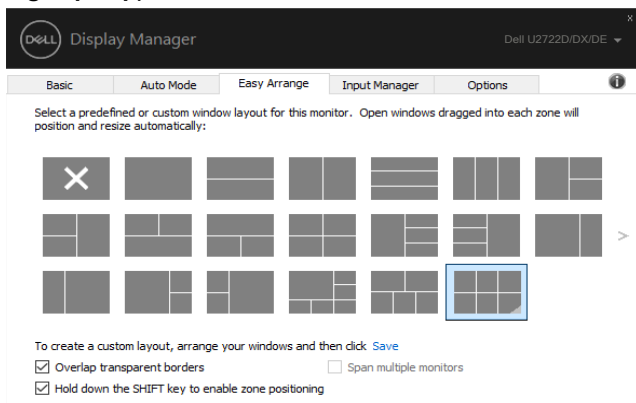 DELL Display Manager
Dell U2722D/DX/DE
x
Basic Auto Mode Easy Arrange Input Manager Options
Select a predefined or custom window layout for this monitor. Open windows dragged into each zone will
position and resize automatically:
>
To create a custom layout, arrange your windows and then click Save
Overlap transparent borders Span multiple monitors
Hold down the SHIFT key to enable zone positioning